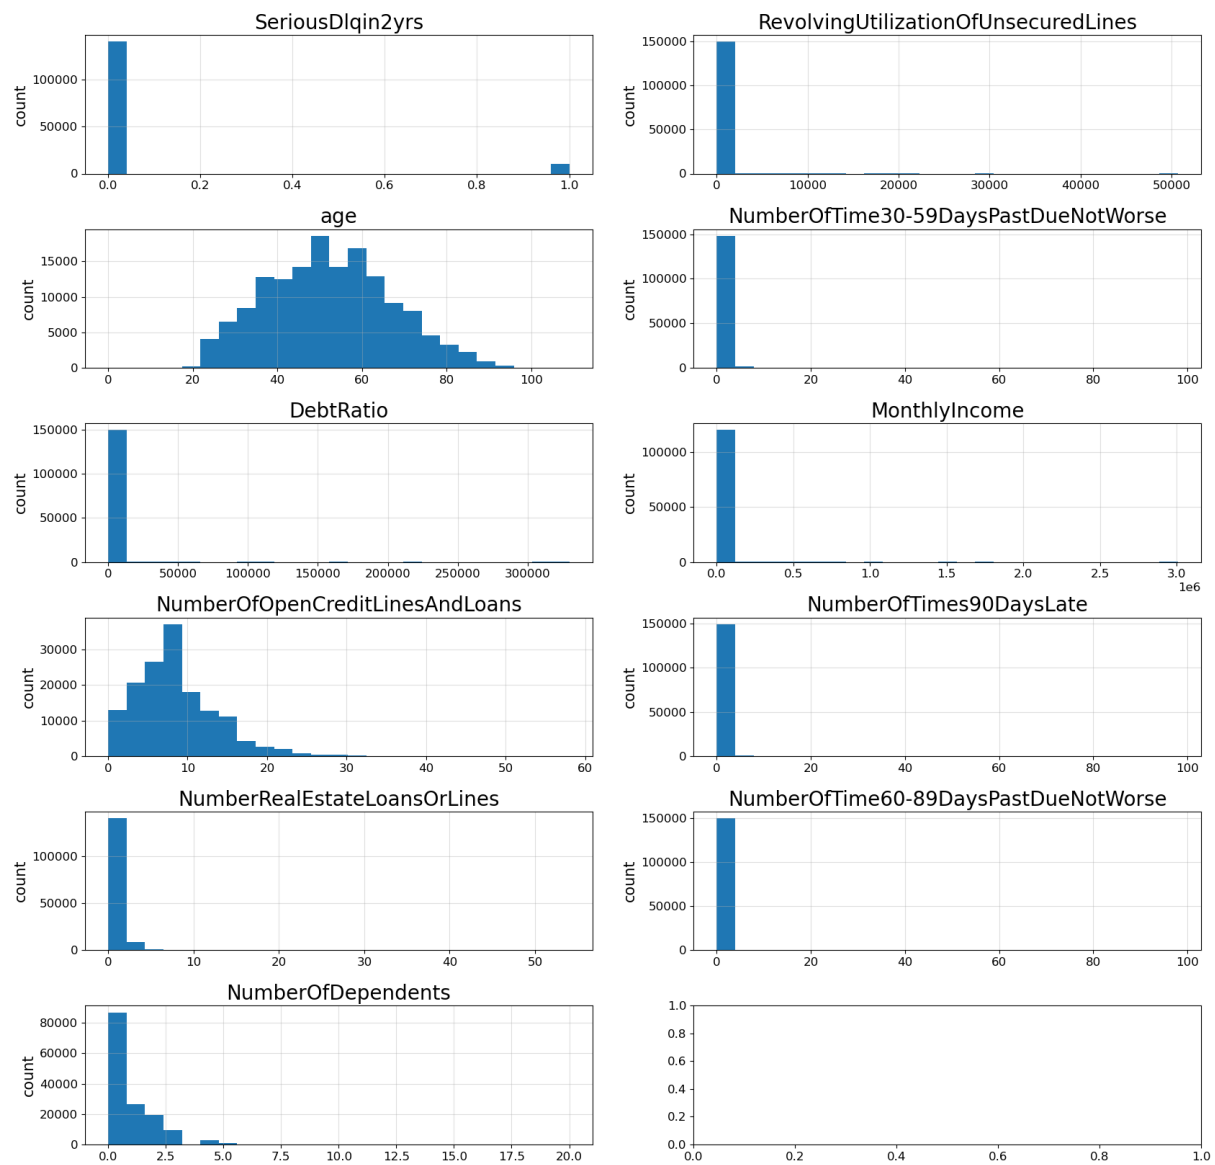 SeriousDlqin2yrs
count
100000
50000
0
0.0 0.2 0.4 0.6 0.8 1.0
RevolvingUtilizationOfUnsecuredLines
count
150000
100000
50000
0
0 10000 20000 30000 40000 50000
age
count
15000
10000
5000
0
0 20 40 60 80 100
NumberOfTime30-59DaysPastDueNotWorse
count
150000
100000
50000
0
0 20 40 60 80 100
DebtRatio
count
150000
100000
50000
0
0 50000 100000 150000 200000 250000 300000
MonthlyIncome
count
100000
50000
0
0.0 0.5 1.0 1.5 2.0 2.5 3.0
1e6
NumberOfOpenCreditLinesAndLoans
count
30000
20000
10000
0
0 10 20 30 40 50 60
NumberOfTimes90DaysLate
count
150000
100000
50000
0
0 20 40 60 80 100
NumberRealEstateLoansOrLines
count
100000
50000
0
0 10 20 30 40 50
NumberOfTime60-89DaysPastDueNotWorse
count
150000
100000
50000
0
0 20 40 60 80 100
NumberOfDependents
count
80000
60000
40000
20000
0
0.0 2.5 5.0 7.5 10.0 12.5 15.0 17.5 20.0
1.0
0.8
0.6
0.4
0.2
0.0
0.0 0.2 0.4 0.6 0.8 1.0